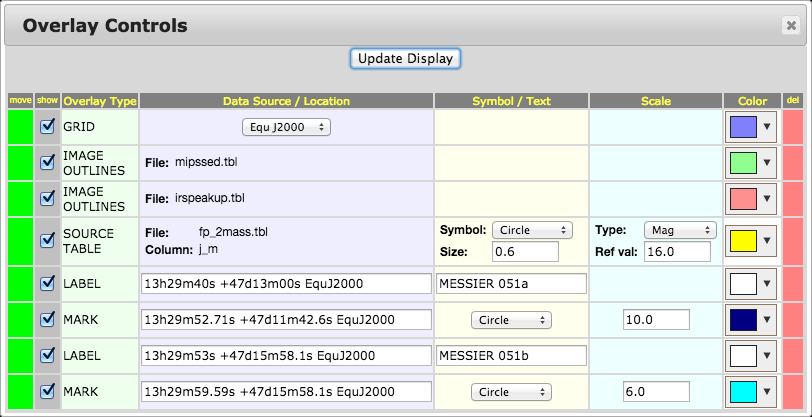 Overlay Controls
Update Display
move show Overlay Type Data Source / Location Symbol / Text Scale Color del
GRID Equ J2000
IMAGE OUTLINES File: mipssed.tbl
IMAGE OUTLINES File: irspeakup.tbl
SOURCE TABLE File: fp_2mass.tbl Symbol: Circle Type: Mag
Column: j_m Size: 0.6 Ref val: 16.0
LABEL 13h29m40s +47d13m00s EquJ2000 MESSIER 051a
MARK 13h29m52.71s +47d11m42.6s EquJ2000 Circle 10.0
LABEL 13h29m53s +47d15m58.1s EquJ2000 MESSIER 051b
MARK 13h29m59.59s +47d15m58.1s EquJ2000 Circle 6.0